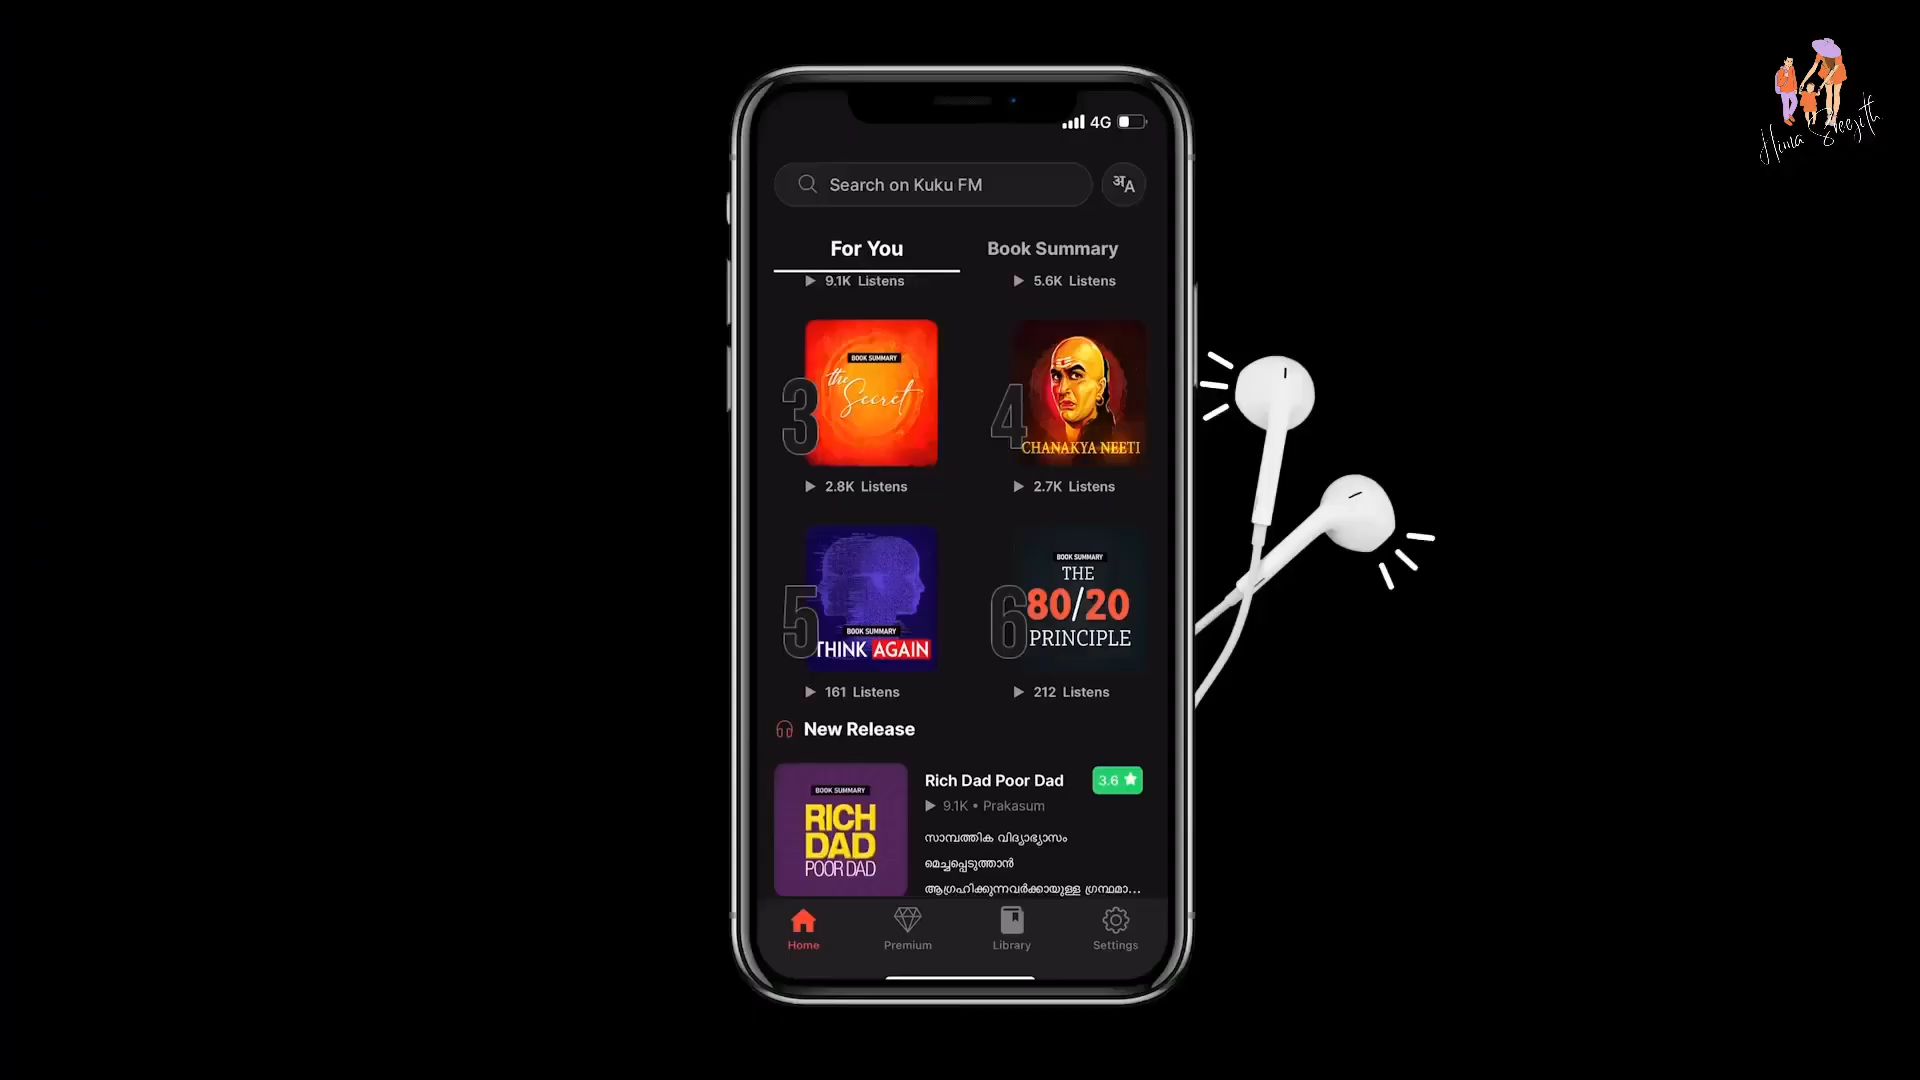 Hima Sreejith
4G
Search on Kuku FM
अA
For You
Book Summary
9.1K Listens
5.6K Listens
BOOK SUMMARY
the
Secret
3
4
CHANAKYA NEETI
2.8K Listens
2.7K Listens
5
BOOK SUMMARY
THINK AGAIN
6
BOOK SUMMARY
THE
80/20
PRINCIPLE
161 Listens
212 Listens
New Release
BOOK SUMMARY
RICH
DAD
POOR DAD
Rich Dad Poor Dad
3.6
9.1K • Prakasum
സാമ്പത്തിക വിദ്യാഭ്യാസം
മെച്ചപ്പെടുത്താൻ
ആഗ്രഹിക്കുന്നവർക്കായുള്ള ഗ്രന്ഥമാ...
Home
Premium
Library
Settings